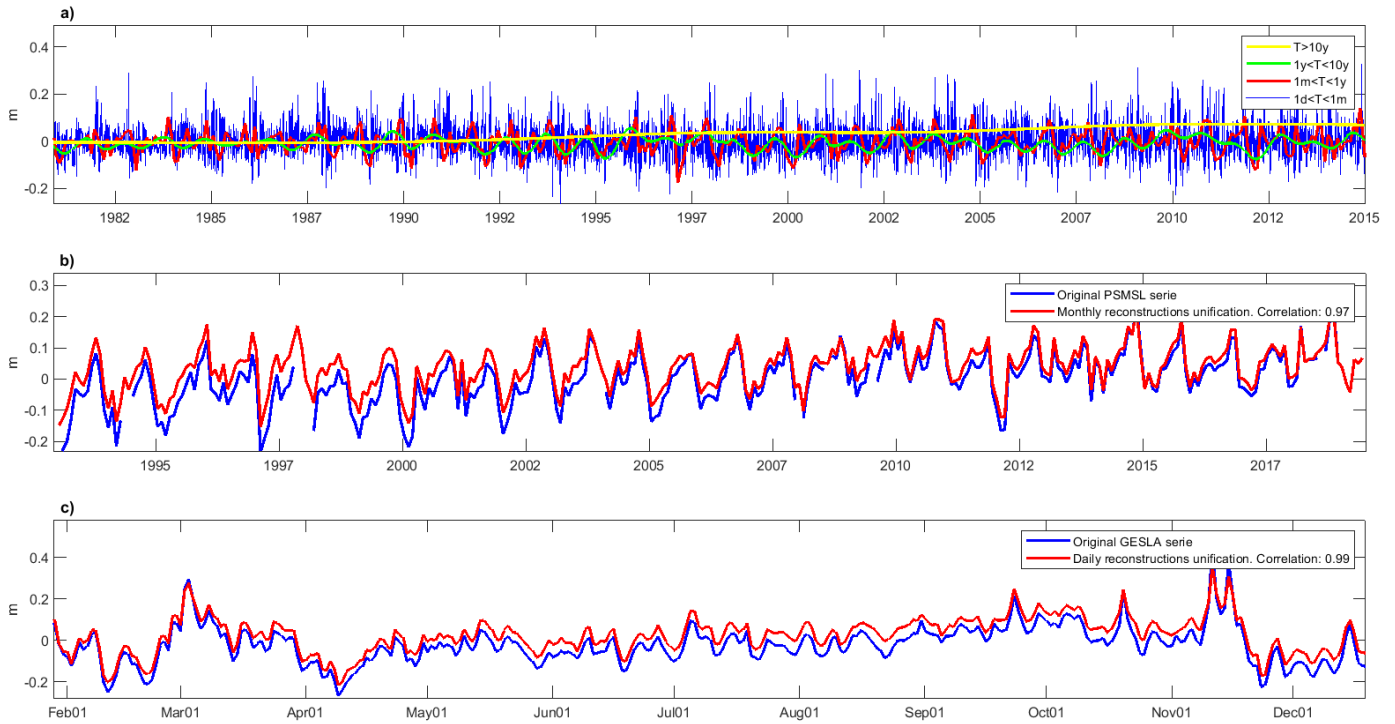 a)
0.4
0.2
0
-0.2
m
T>10y
1y<T<10y
1m<T<1y
1d<T<1m
1982 1985 1987 1990 1992 1995 1997 2000 2002 2005 2007 2010 2012 2015
b)
0.3
0.2
0.1
0
-0.1
-0.2
m
Original PSMSL serie
Monthly reconstructions unification. Correlation: 0.97
1995 1997 2000 2002 2005 2007 2010 2012 2015 2017
c)
0.4
0.2
0
-0.2
m
Original GESLA serie
Daily reconstructions unification. Correlation: 0.99
Feb01 Mar01 Apr01 May01 Jun01 Jul01 Aug01 Sep01 Oct01 Nov01 Dec01